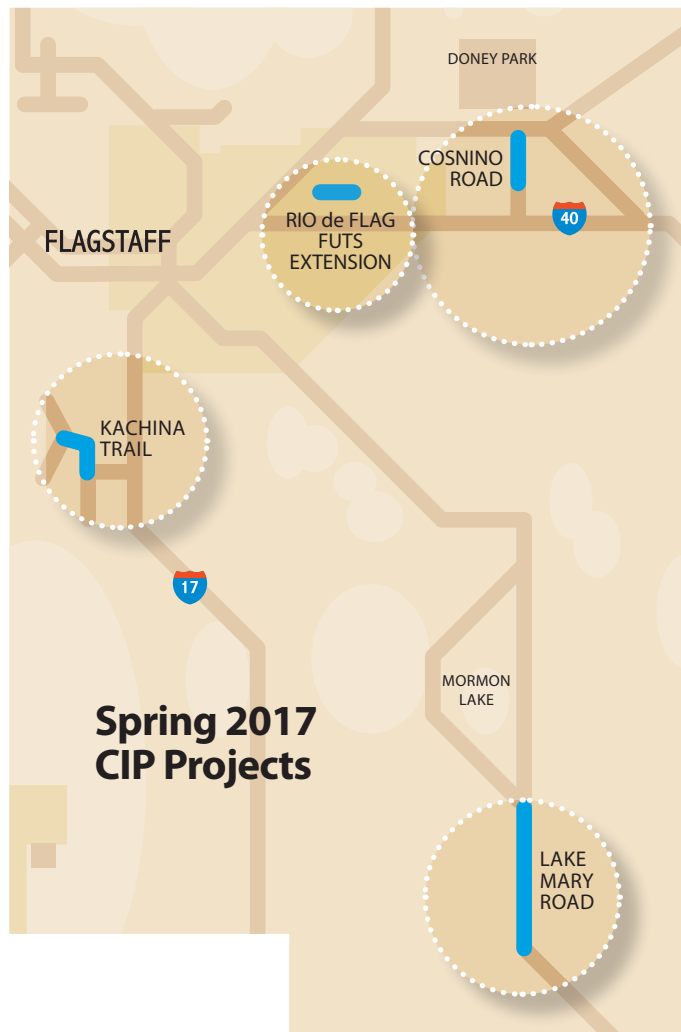 DONEY PARK
COSNINO
ROAD
40
RIO de FLAG
FUTS
EXTENSION
FLAGSTAFF
KACHINA
TRAIL
17
MORMON
LAKE
Spring 2017
CIP Projects
LAKE
MARY
ROAD